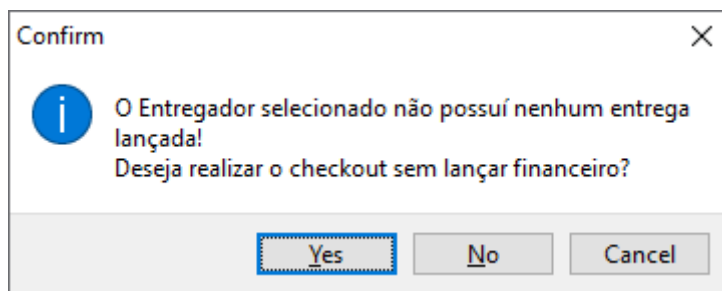 Confirm
O Entregador selecionado não possuí nenhum entrega
lançada!
Deseja realizar o checkout sem lançar financeiro?
Yes
No
Cancel